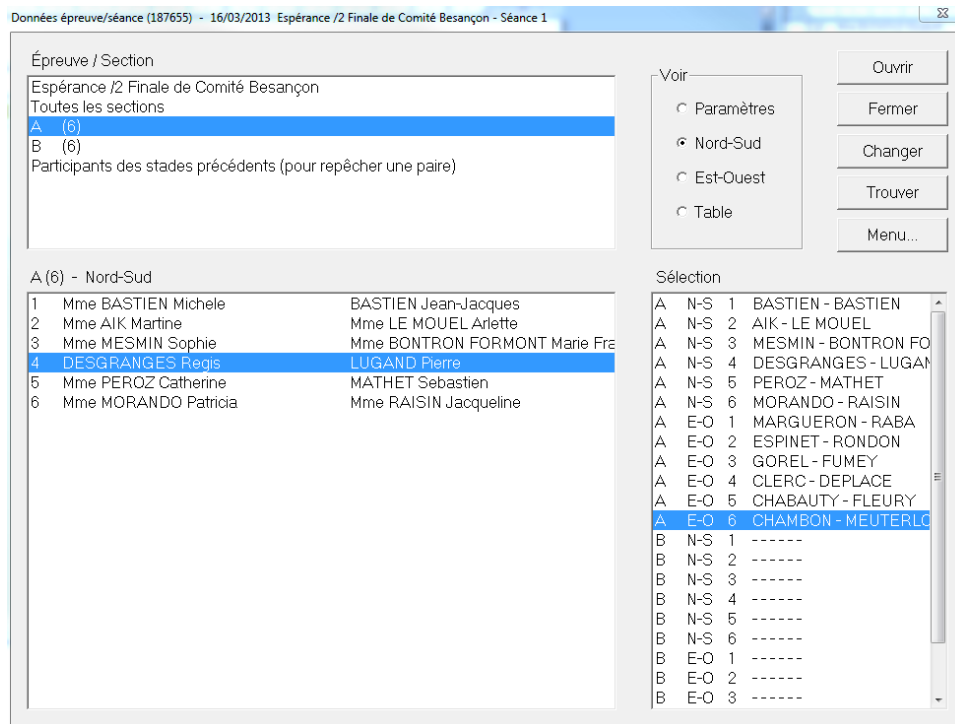 Données épreuve/séance (187655) - 16/03/2013 Espérance /2 Finale de Comité Besançon - Séance 1
Épreuve / Section
Espérance /2 Finale de Comité Besançon
Toutes les sections
A (6)
B (6)
Participants des stades précédents (pour repêcher une paire)
Voir
Paramètres
Nord-Sud
Est-Ouest
Table
Ouvrir
Fermer
Changer
Trouver
Menu...
A (6) - Nord-Sud
1 Mme BASTIEN Michele BASTIEN Jean-Jacques
2 Mme AIK Martine Mme LE MOUEL Arlette
3 Mme MESMIN Sophie Mme BONTRON FORMONT Marie Fra
4 DESGRANGES Regis LUGAND Pierre
5 Mme PEROZ Catherine MATHET Sebastien
6 Mme MORANDO Patricia Mme RAISIN Jacqueline
Sélection
A N-S 1 BASTIEN - BASTIEN
A N-S 2 AIK - LE MOUEL
A N-S 3 MESMIN - BONTRON FO
A N-S 4 DESGRANGES - LUGAN
A N-S 5 PEROZ - MATHET
A N-S 6 MORANDO - RAISIN
A E-O 1 MARGUERON - RABA
A E-O 2 ESPINET - RONDON
A E-O 3 GOREL - FUMEY
A E-O 4 CLERC - DEPLACE
A E-O 5 CHABAUTY - FLEURY
A E-O 6 CHAMBON - MEUTERLO
B N-S 1 ------
B N-S 2 ------
B N-S 3 ------
B N-S 4 ------
B N-S 5 ------
B N-S 6 ------
B E-O 1 ------
B E-O 2 ------
B E-O 3 ------